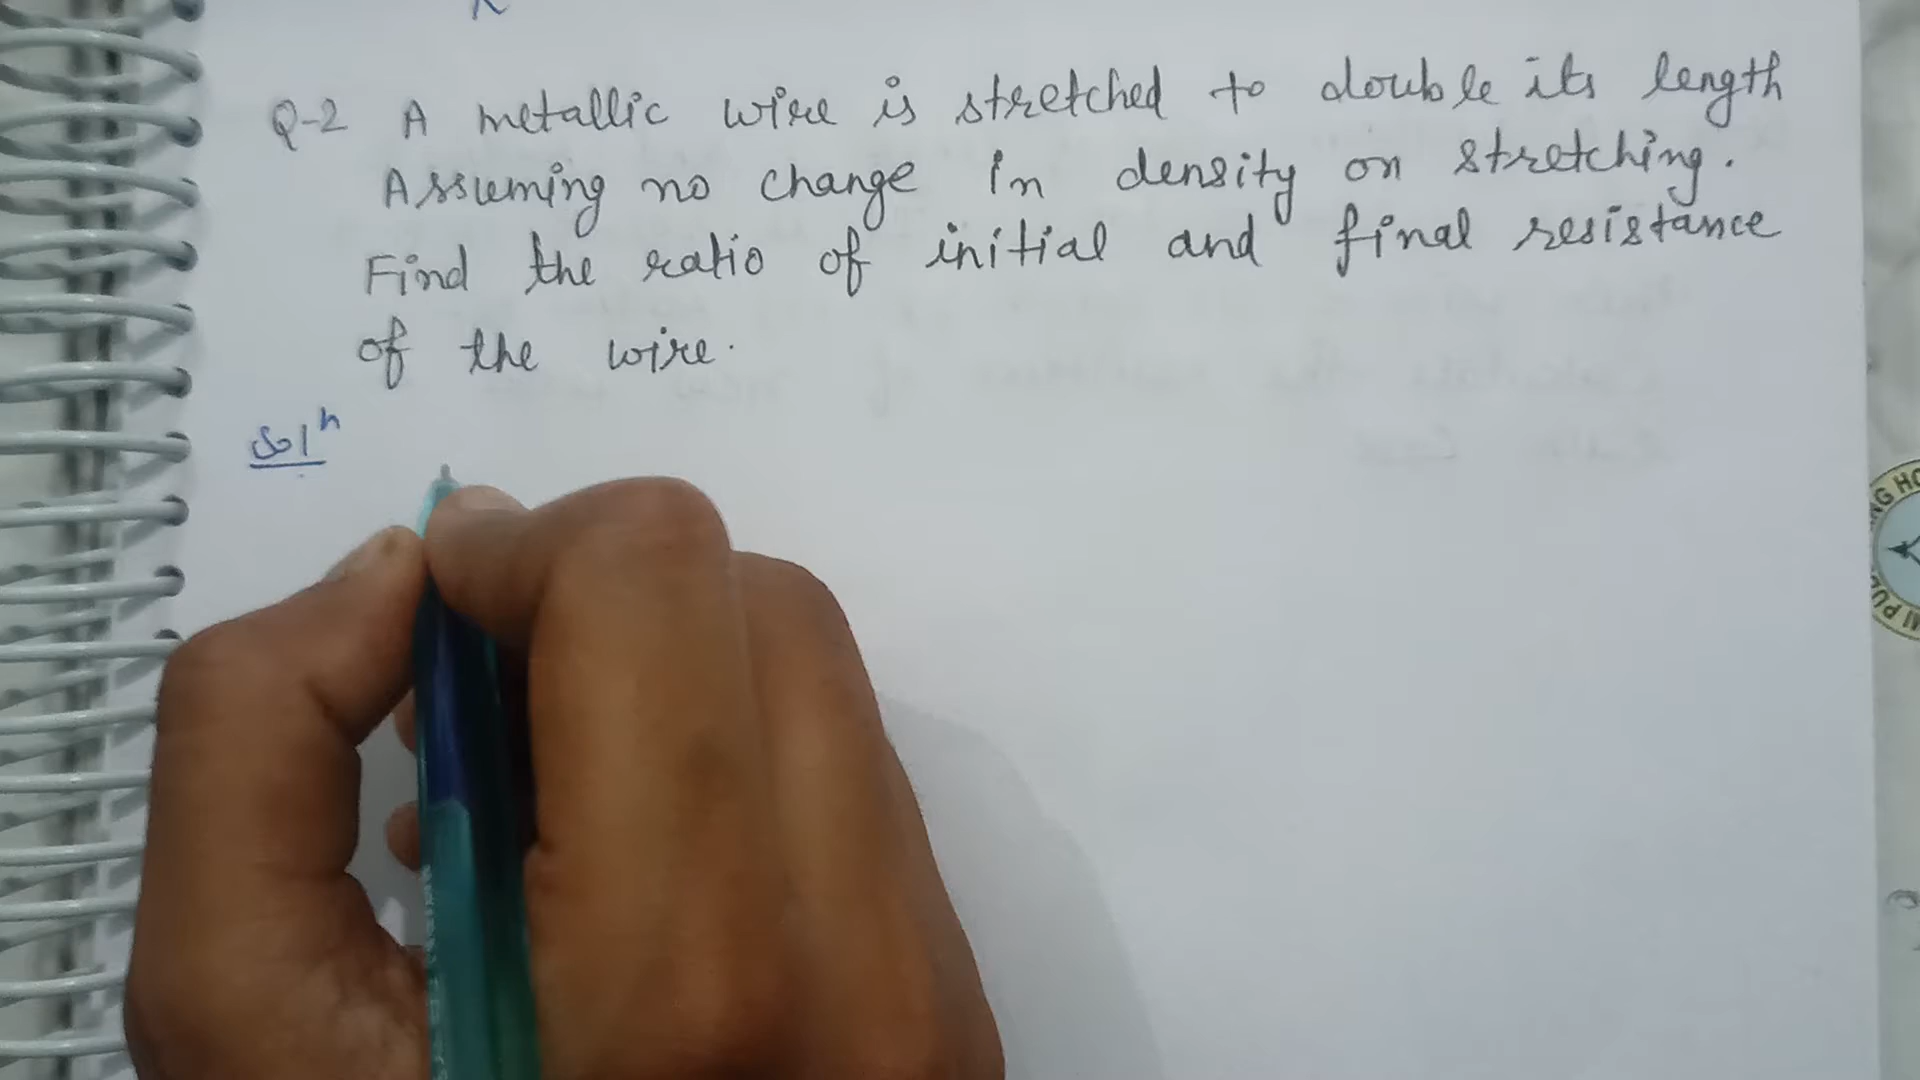 Q-2 A metallic wire is stretched to double its length
Assuming no change in density on stretching.
Find the ratio of initial and final resistance
of the wire.
Solⁿ